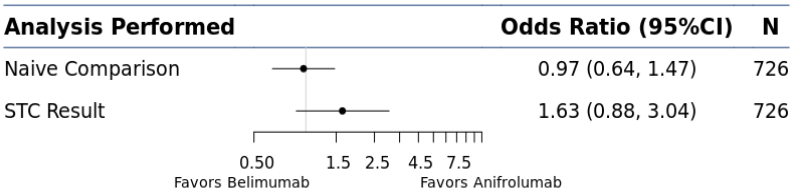 Analysis Performed Odds Ratio (95%CI) N
Naive Comparison 0.97 (0.64, 1.47) 726
STC Result 1.63 (0.88, 3.04) 726
0.50 1.5 2.5 4.5 7.5
Favors Belimumab Favors Anifrolumab